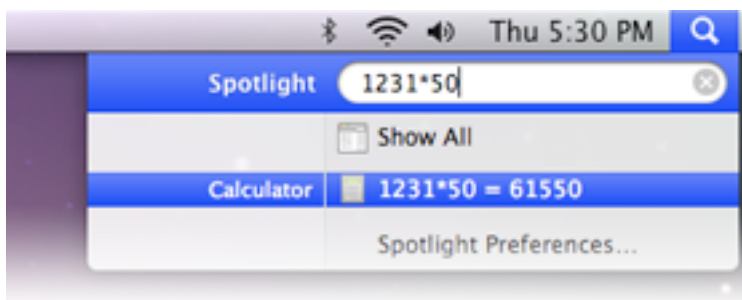 Thu 5:30 PM
Spotlight 1231*50
Show All
Calculator 1231*50 = 61550
Spotlight Preferences...